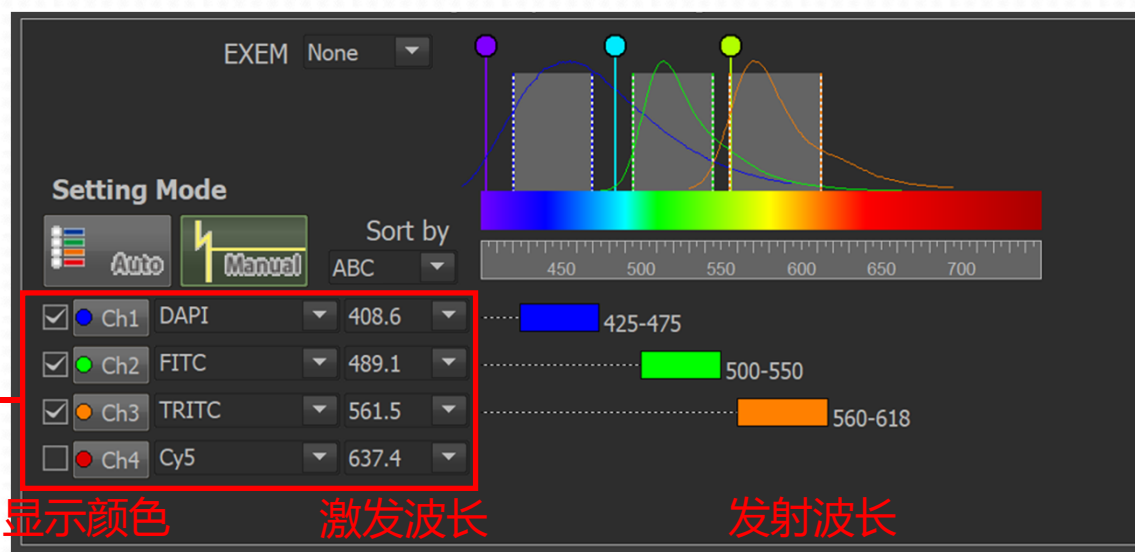 EXEM None
Setting Mode
Auto
Manual
Sort by
ABC
450 500 550 600 650 700
Ch1 DAPI 408.6 425-475
Ch2 FITC 489.1 500-550
Ch3 TRITC 561.5 560-618
Ch4 Cy5 637.4
显示颜色 激发波长 发射波长